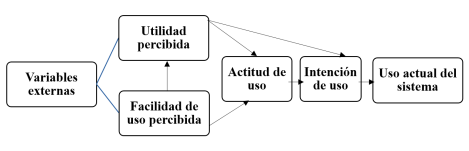 Variables
externas
Utilidad
percibida
Facilidad de
uso percibida
Actitud de
uso
Intención
de uso
Uso actual del
sistema